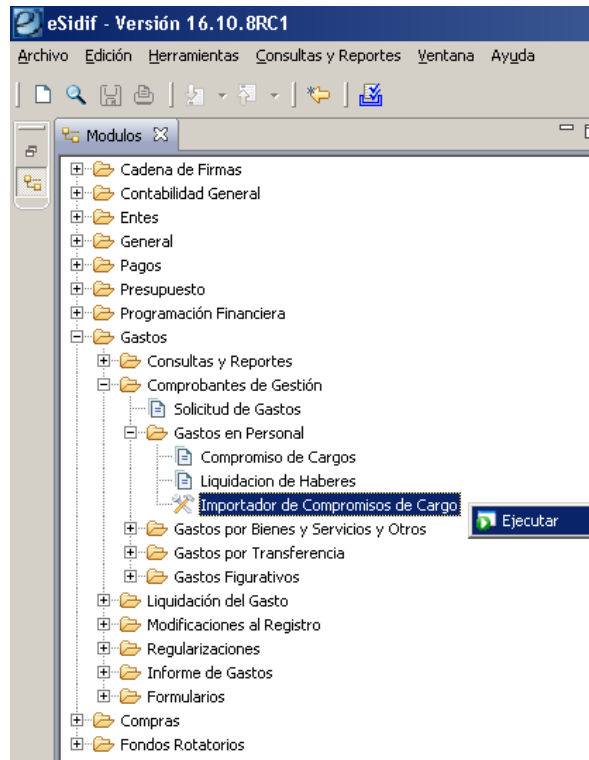 eSidif - Versión 16.10.8RC1
Archivo Edición Herramientas Consultas y Reportes Ventana Ayuda
Modulos
Cadena de Firmas
Contabilidad General
Entes
General
Pagos
Presupuesto
Programación Financiera
Gastos
Consultas y Reportes
Comprobantes de Gestión
Solicitud de Gastos
Gastos en Personal
Compromiso de Cargos
Liquidacion de Haberes
Importador de Compromisos de Cargo
Ejecutar
Gastos por Bienes y Servicios y Otros
Gastos por Transferencia
Gastos Figurativos
Liquidación del Gasto
Modificaciones al Registro
Regularizaciones
Informe de Gastos
Formularios
Compras
Fondos Rotatorios